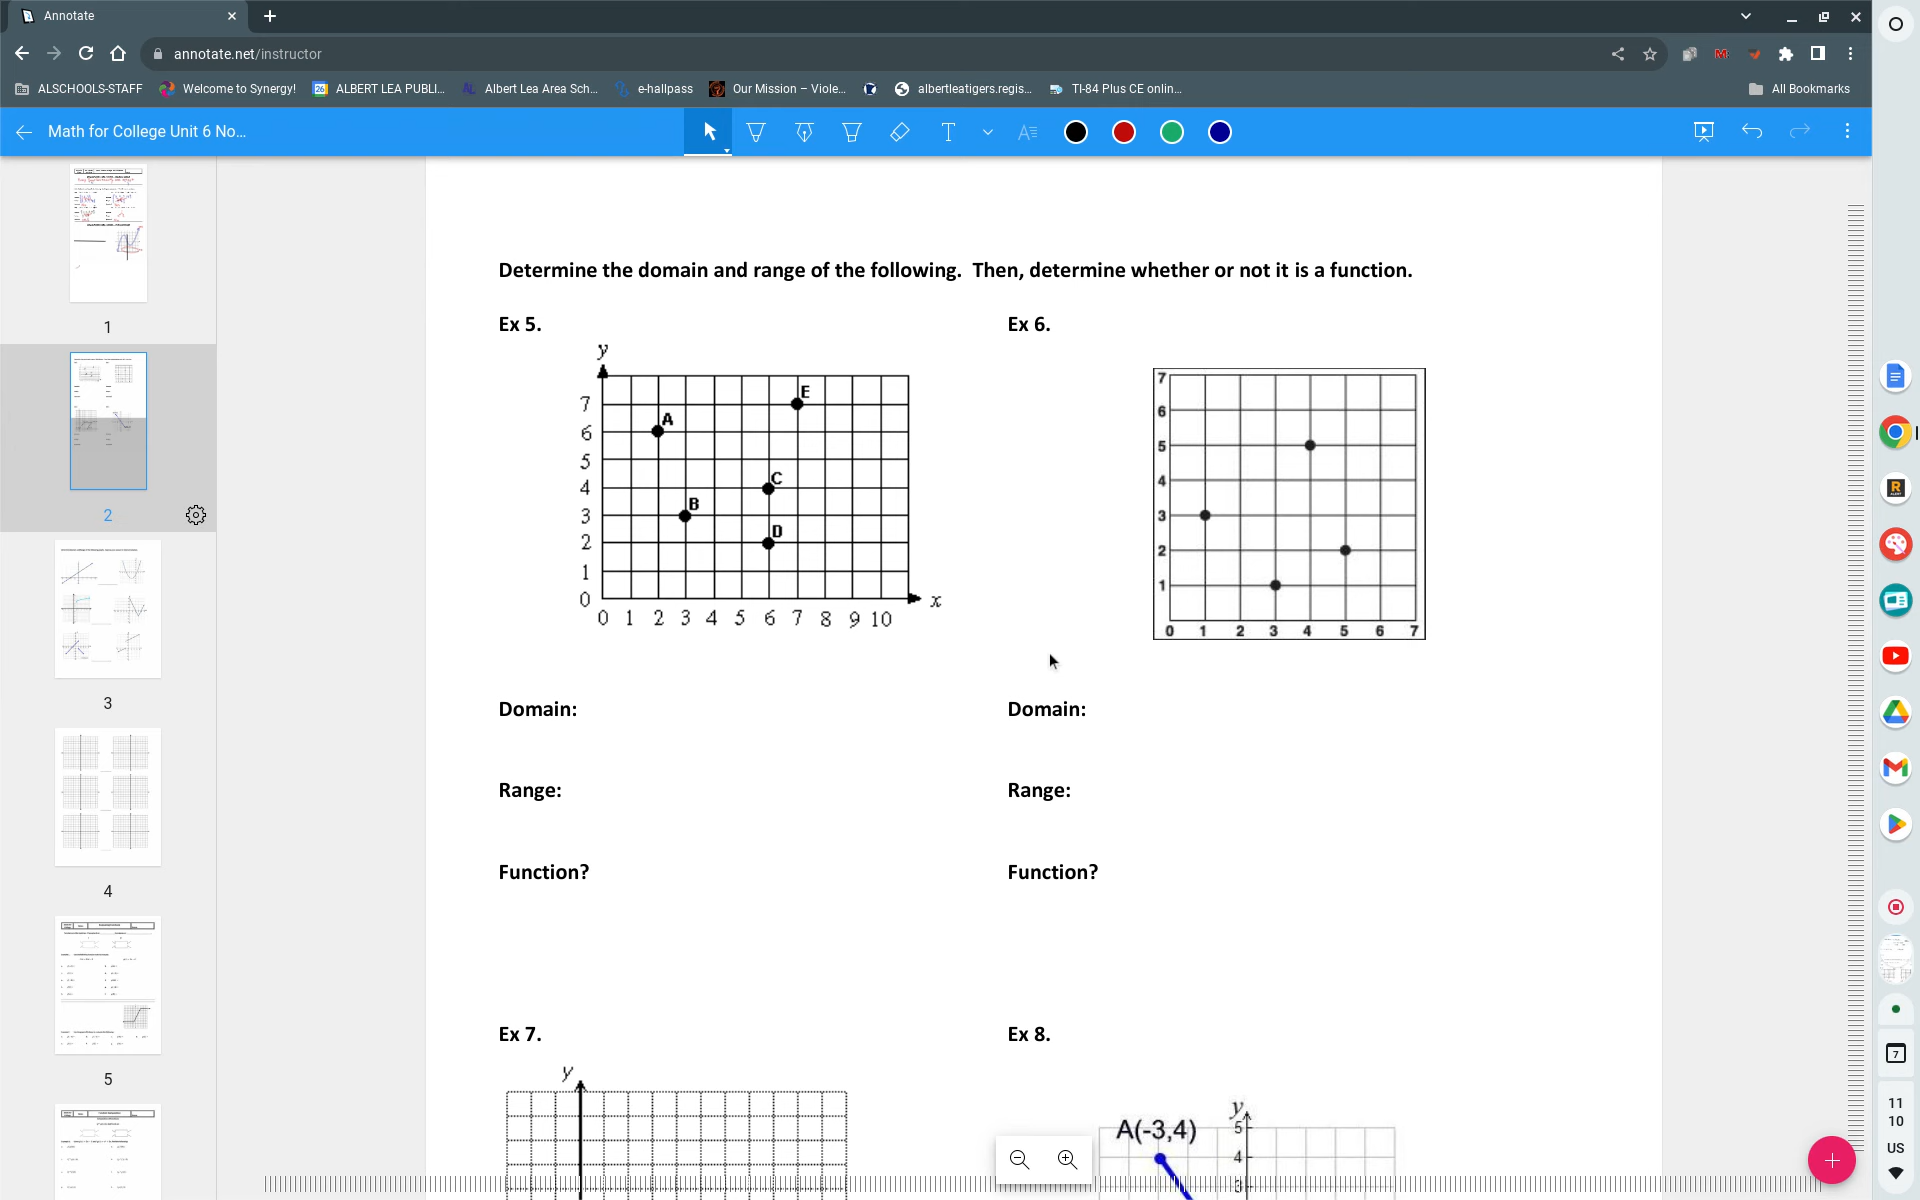 Annotate
annotate.net/instructor
ALSCHOOLS-STAFF
Welcome to Synergy!
26
ALBERT LEA PUBLI...
AL
Albert Lea Area Sch...
e-hallpass
Our Mission – Viole...
albertleatigers.regis...
TI-84 Plus CE onlin...
All Bookmarks
Math for College Unit 6 No...
T
A
1
2
3
4
5
Determine the domain and range of the following.  Then, determine whether or not it is a function.
Ex 5.
y
7
6
5
4
3
2
1
0
0 1 2 3 4 5 6 7 8 9 10
x
A
B
C
D
E
Ex 6.
7
6
5
4
3
2
1
0 1 2 3 4 5 6 7
Domain:
Domain:
Range:
Range:
Function?
Function?
Ex 7.
y
Ex 8.
A(-3,4)
y
5
4
3
R
ALERT
7
11
10
US